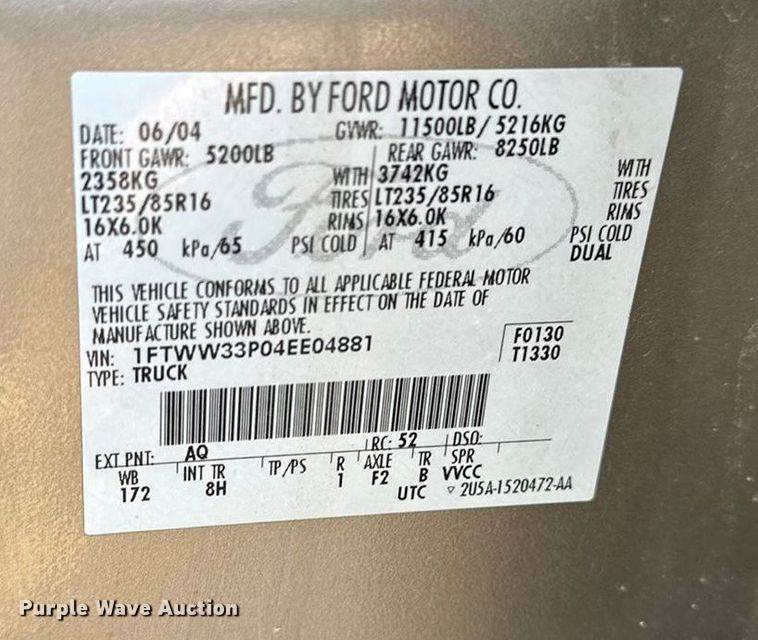 MFD. BY FORD MOTOR CO.
DATE: 06/04 GVWR: 11500LB/ 5216KG
FRONT GAWR: 5200LB REAR GAWR: 8250LB
2358KG WITH 3742KG WITH
LT235/85R16 TIRES LT235/85R16 TIRES
16X6.0K RIMS 16X6.0K RIMS
AT 450 kPa/65 PSI COLD AT 415 kPa/60 PSI COLD
DUAL
Ford
THIS VEHICLE CONFORMS TO ALL APPLICABLE FEDERAL MOTOR
VEHICLE SAFETY STANDARDS IN EFFECT ON THE DATE OF
MANUFACTURE SHOWN ABOVE.
VIN: 1FTWW33P04EE04881 F0130
TYPE: TRUCK T1330
EXT PNT: AQ RC: 52 DSO:
WB INT TR TP/PS R AXLE TR SPR
172 8H 1 F2 B VVCC
UTC ▽ 2U5A-1520472-AA
Purple Wave Auction